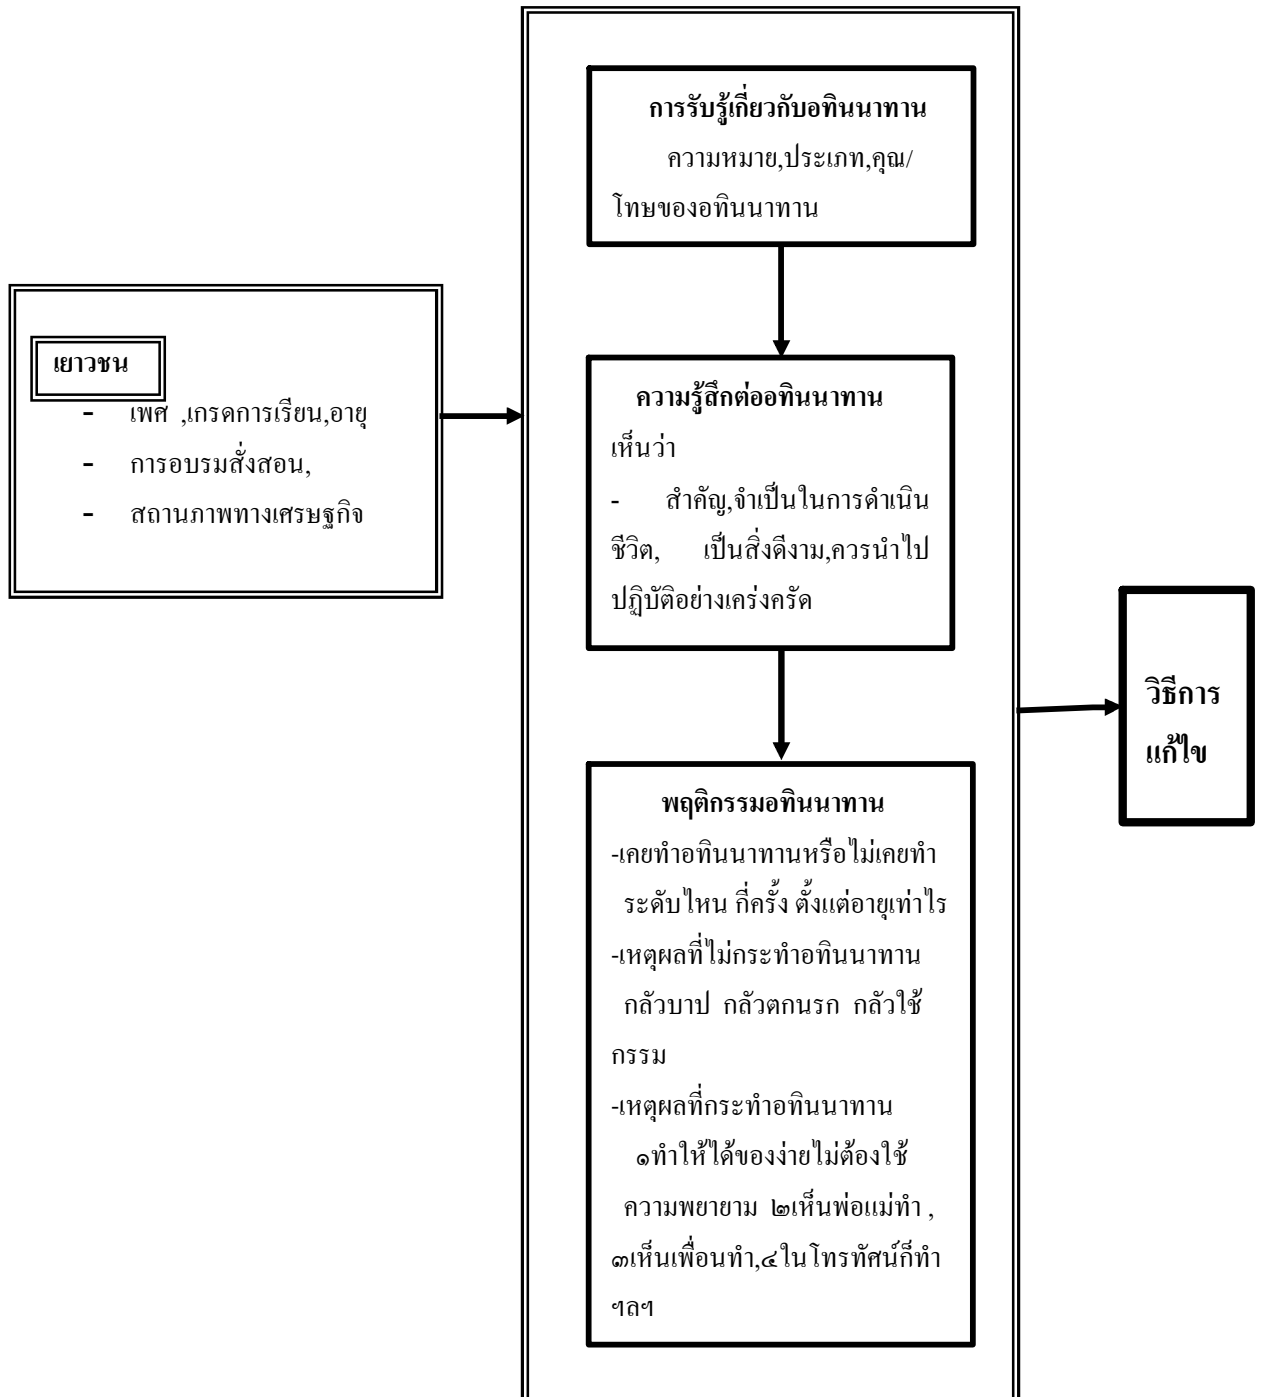 การรับรู้เกี่ยวกับอทินนาทาน
ความหมาย,ประเภท,คุณ/
โทษของอทินนาทาน
เยาวชน
- เพศ ,เกรดการเรียน,อายุ
- การอบรมสั่งสอน,
- สถานภาพทางเศรษฐกิจ
ความรู้สึกต่ออทินนาทาน
เห็นว่า
- สำคัญ,จำเป็นในการดำเนิน
ชีวิต, เป็นสิ่งดีงาม,ควรนำไป
ปฏิบัติอย่างเคร่งครัด
พฤติกรรมอทินนาทาน
-เคยทำอทินนาทานหรือไม่เคยทำ
ระดับไหน กี่ครั้ง ตั้งแต่อายุเท่าไร
-เหตุผลที่ไม่กระทำอทินนาทาน
กลัวบาป กลัวตกนรก กลัวใช้
กรรม
-เหตุผลที่กระทำอทินนาทาน
๑ทำให้ได้ของง่ายไม่ต้องใช้
ความพยายาม ๒เห็นพ่อแม่ทำ ,
๓เห็นเพื่อนทำ,๔ในโทรทัศน์ก็ทำ
ฯลฯ
วิธีการ
แก้ไข